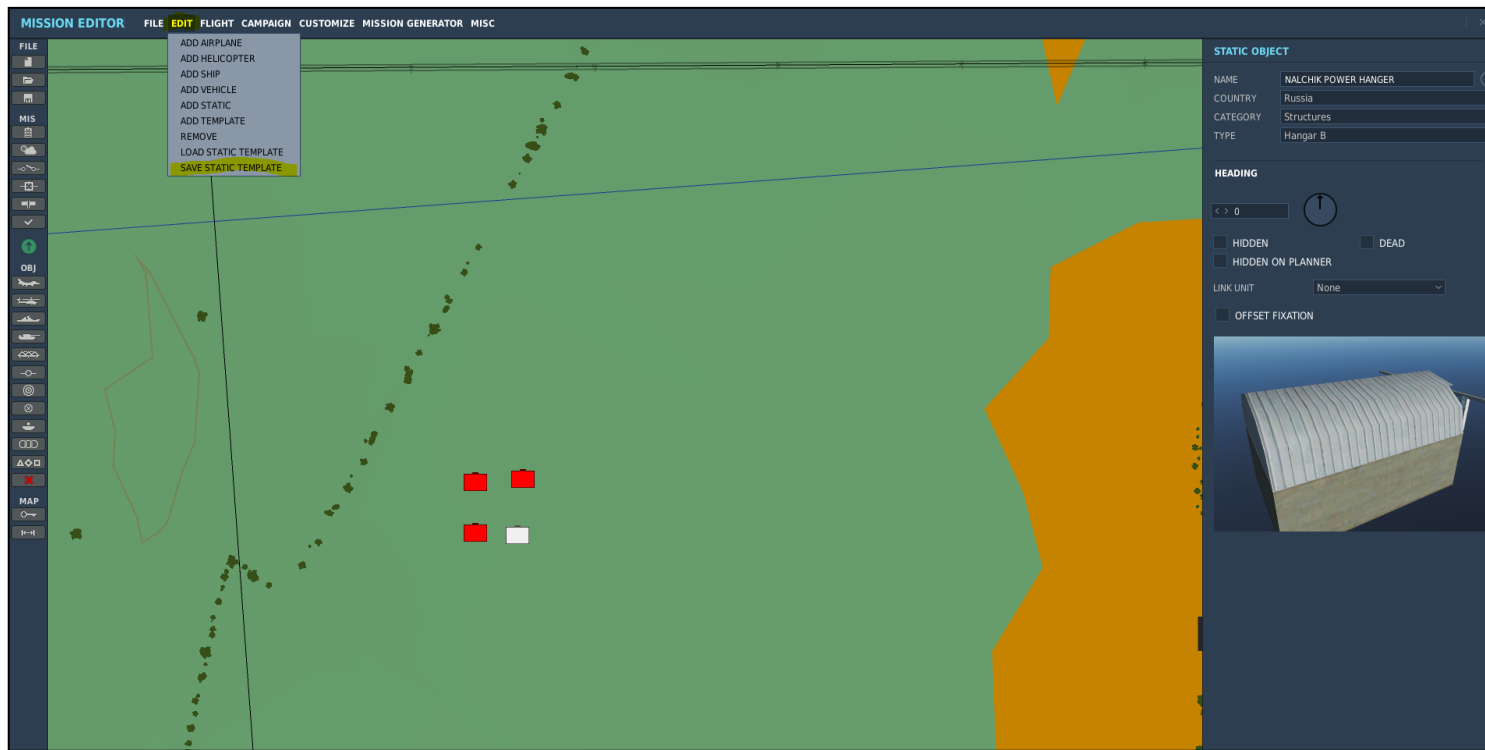 MISSION EDITOR FILE EDIT FLIGHT CAMPAIGN CUSTOMIZE MISSION GENERATOR MISC
ADD AIRPLANE
ADD HELICOPTER
ADD SHIP
ADD VEHICLE
ADD STATIC
ADD TEMPLATE
REMOVE
LOAD STATIC TEMPLATE
SAVE STATIC TEMPLATE
FILE
MIS
OBJ
MAP
STATIC OBJECT
NAME NALCHIK POWER HANGER
COUNTRY Russia
CATEGORY Structures
TYPE Hangar B
HEADING
< > 0
HIDDEN DEAD
HIDDEN ON PLANNER
LINK UNIT None
OFFSET FIXATION